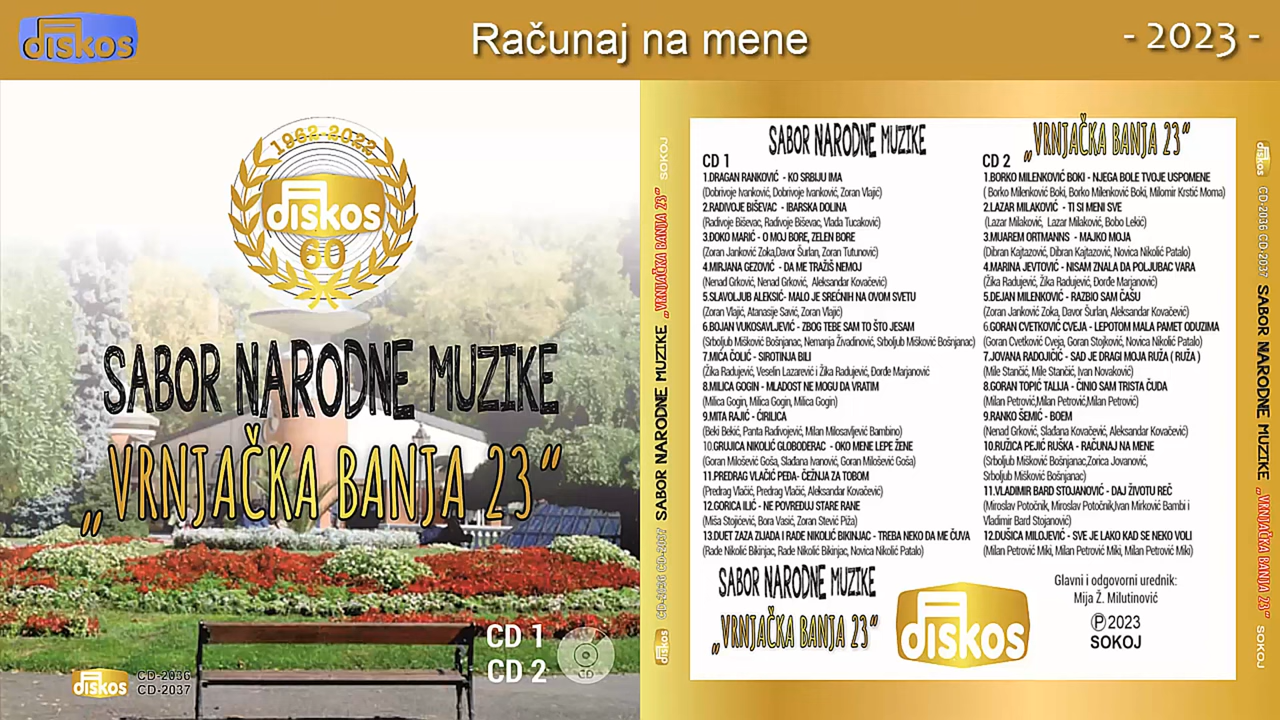 diskos
Računaj na mene
- 2023 -
1962-2022
diskos
60
SABOR NARODNE MUZIKE
„VRNJAČKA BANJA 23“
CD 1
CD 2
CD
diskos
CD-2036
CD-2037
SOKOJ
„VRNJAČKA BANJA 23“
SABOR NARODNE MUZIKE
CD-2036 CD-2037
diskos
SABOR NARODNE MUZIKE
CD 1
1.DRAGAN RANKOVIĆ - KO SRBIJU IMA
(Dobrivoje Ivanković, Dobrivoje Ivanković, Zoran Vlajić)
2.RADIVOJE BIŠEVAC - IBARSKA DOLINA
(Radivoje Biševac, Radivoje Biševac, Vlada Tucaković)
3.ĐOKO MARIĆ - O MOJ BORE, ZELEN BORE
(Zoran Janković Zoka,Davor Šurlan, Zoran Tutunović)
4.MIRJANA GEZOVIĆ - DA ME TRAŽIŠ NEMOJ
(Nenad Grković, Nenad Grković, Aleksandar Kovačević)
5.SLAVOLJUB ALEKSIĆ- MALO JE SREĆNIH NA OVOM SVETU
(Zoran Vlajić, Atanasije Savić, Zoran Vlajić)
6.BOJAN VUKOSAVLJEVIĆ - ZBOG TEBE SAM TO ŠTO JESAM
(Srboljub Mišković Bošnjanac, Nemanja Živadinović, Srboljub Mišković Bošnjanac)
7.MIĆA ČOLIĆ - SIROTINJA BILI
(Žika Radujević, Veselin Lazarević i Žika Radujević, Đorđe Marjanović
8.MILICA GOGIN - MLADOST NE MOGU DA VRATIM
(Milica Gogin, Milica Gogin, Milica Gogin)
9.MITA RAJIĆ - ĆIRILICA
(Beki Bekić, Panta Radivojević, Milan Milosavljević Bambino)
10.GRUJICA NIKOLIĆ GLOBODERAC - OKO MENE LEPE ŽENE
(Goran Milošević Goša, Slađana Ivanović, Goran Milošević Goša)
11.PREDRAG VLAČIĆ PEĐA- ČEŽNJA ZA TOBOM
(Predrag Vlačić, Predrag Vlačić, Aleksandar Kovačević)
12.GORICA ILIĆ - NE POVREĐUJ STARE RANE
(Miša Stojićević, Bora Vasić, Zoran Stević Piža)
13.DUET ZAZA ZIJADA I RADE NIKOLIĆ BIKINJAC - TREBA NEKO DA ME ČUVA
(Rade Nikolić Bikinjac, Rade Nikolić Bikinjac, Novica Nikolić Patalo)
„VRNJAČKA BANJA 23“
CD 2
1.BORKO MILENKOVIĆ BOKI - NJEGA BOLE TVOJE USPOMENE
( Borko Milenković Boki, Borko Milenković Boki, Milomir Krstić Moma)
2.LAZAR MILAKOVIĆ - TI SI MENI SVE
(Lazar Milaković, Lazar Milaković, Bobo Lekić)
3.MUAREM ORTMANNS - MAJKO MOJA
(Dibran Kajtazović, Dibran Kajtazović, Novica Nikolić Patalo)
4.MARINA JEVTOVIĆ - NISAM ZNALA DA POLJUBAC VARA
(Žika Radujević, Žika Radujević, Đorđe Marjanović)
5.DEJAN MILENKOVIĆ - RAZBIO SAM ČAŠU
(Zoran Janković Zoka, Davor Šurlan, Aleksandar Kovačević)
6.GORAN CVETKOVIĆ CVEJA - LEPOTOM MALA PAMET ODUZIMA
(Goran Cvetković Cveja, Goran Stojković, Novica Nikolić Patalo)
7.JOVANA RADOJIČIĆ - SAD JE DRAGI MOJA RUŽA ( RUŽA )
(Mile Stančić, Mile Stančić, Ivan Novaković)
8.GORAN TOPIĆ TALIJA - ČINIO SAM TRISTA ČUDA
(Milan Petrović,Milan Petrović,Milan Petrović)
9.RANKO ŠEMIĆ - BOEM
(Nenad Grković, Slađana Kovačević, Aleksandar Kovačević)
10.RUŽICA PEJIĆ RUŠKA - RAČUNAJ NA MENE
(Srboljub Mišković Bošnjanac,Zorica Jovanović,
Srboljub Mišković Bošnjanac)
11.VLADIMIR BARD STOJANOVIĆ - DAJ ŽIVOTU REČ
(Miroslav Potočnik, Miroslav Potočnik,Ivan Mirković Bambi i
Vladimir Bard Stojanović)
12.DUŠICA MILOJEVIĆ - SVE JE LAKO KAD SE NEKO VOLI
(Milan Petrović Miki, Milan Petrović Miki, Milan Petrović Miki)
SABOR NARODNE MUZIKE
„VRNJAČKA BANJA 23“
diskos
Glavni i odgovorni urednik:
Mija Ž. Milutinović
℗2023
SOKOJ
diskos
CD-2036 CD-2037
SABOR NARODNE MUZIKE
„VRNJAČKA BANJA 23“
SOKOJ